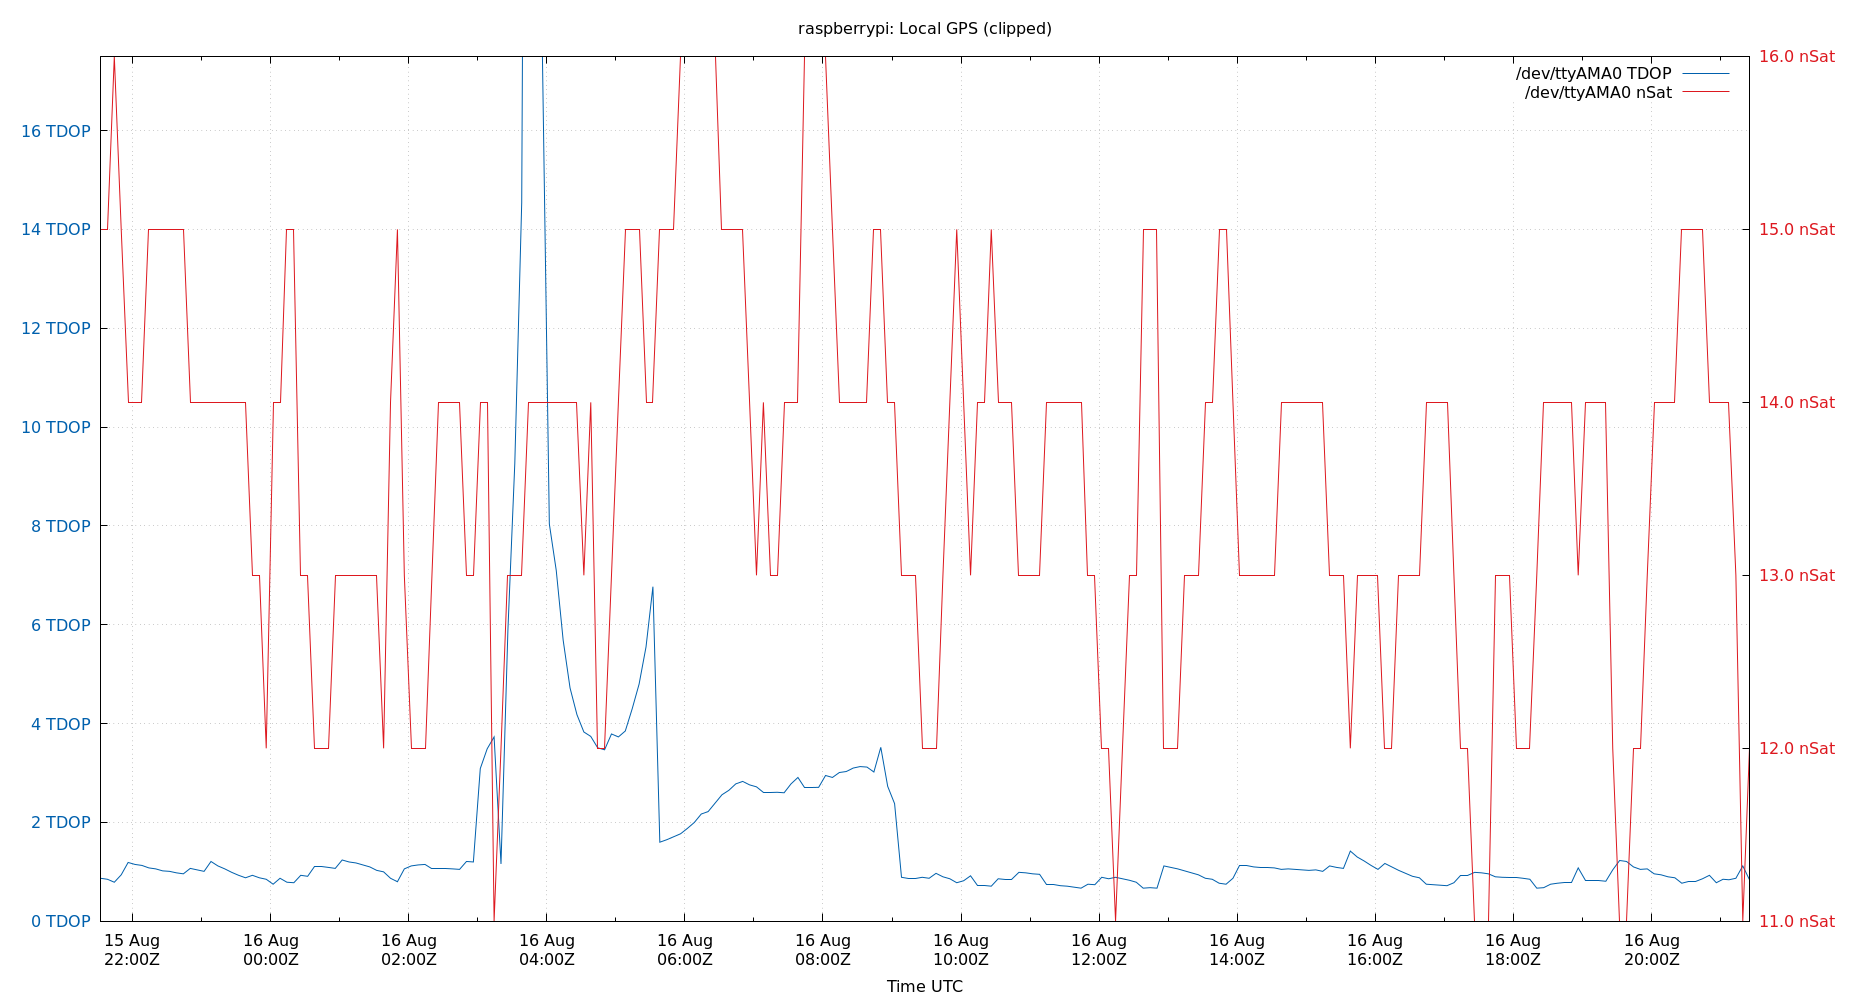 raspberrypi: Local GPS (clipped)
/dev/ttyAMA0 TDOP
/dev/ttyAMA0 nSat
16 TDOP
14 TDOP
12 TDOP
10 TDOP
8 TDOP
6 TDOP
4 TDOP
2 TDOP
0 TDOP
16.0 nSat
15.0 nSat
14.0 nSat
13.0 nSat
12.0 nSat
11.0 nSat
15 Aug
22:00Z
16 Aug
00:00Z
16 Aug
02:00Z
16 Aug
04:00Z
16 Aug
06:00Z
16 Aug
08:00Z
16 Aug
10:00Z
16 Aug
12:00Z
16 Aug
14:00Z
16 Aug
16:00Z
16 Aug
18:00Z
16 Aug
20:00Z
Time UTC